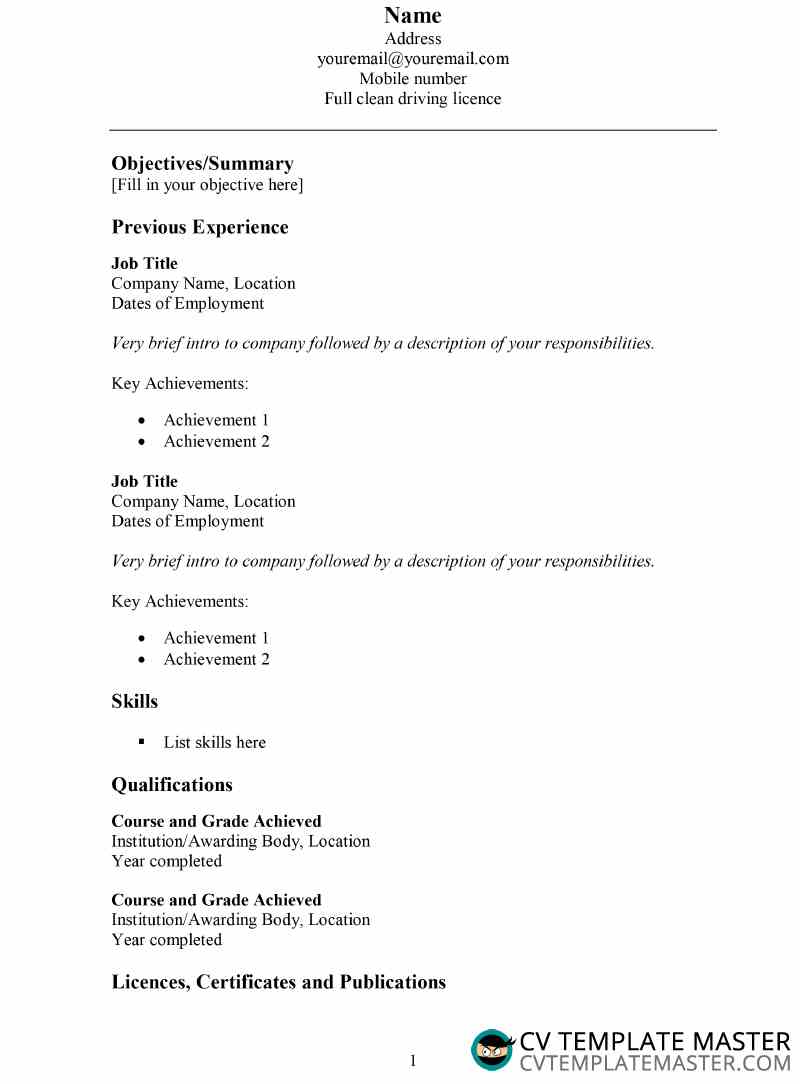 Name
Address
youremail@youremail.com
Mobile number
Full clean driving licence
Objectives/Summary
[Fill in your objective here]
Previous Experience
Job Title
Company Name, Location
Dates of Employment
Very brief intro to company followed by a description of your responsibilities.
Key Achievements:
• Achievement 1
• Achievement 2
Job Title
Company Name, Location
Dates of Employment
Very brief intro to company followed by a description of your responsibilities.
Key Achievements:
• Achievement 1
• Achievement 2
Skills
▪ List skills here
Qualifications
Course and Grade Achieved
Institution/Awarding Body, Location
Year completed
Course and Grade Achieved
Institution/Awarding Body, Location
Year completed
Licences, Certificates and Publications
1
CV TEMPLATE MASTER
CVTEMPLATEMASTER.COM